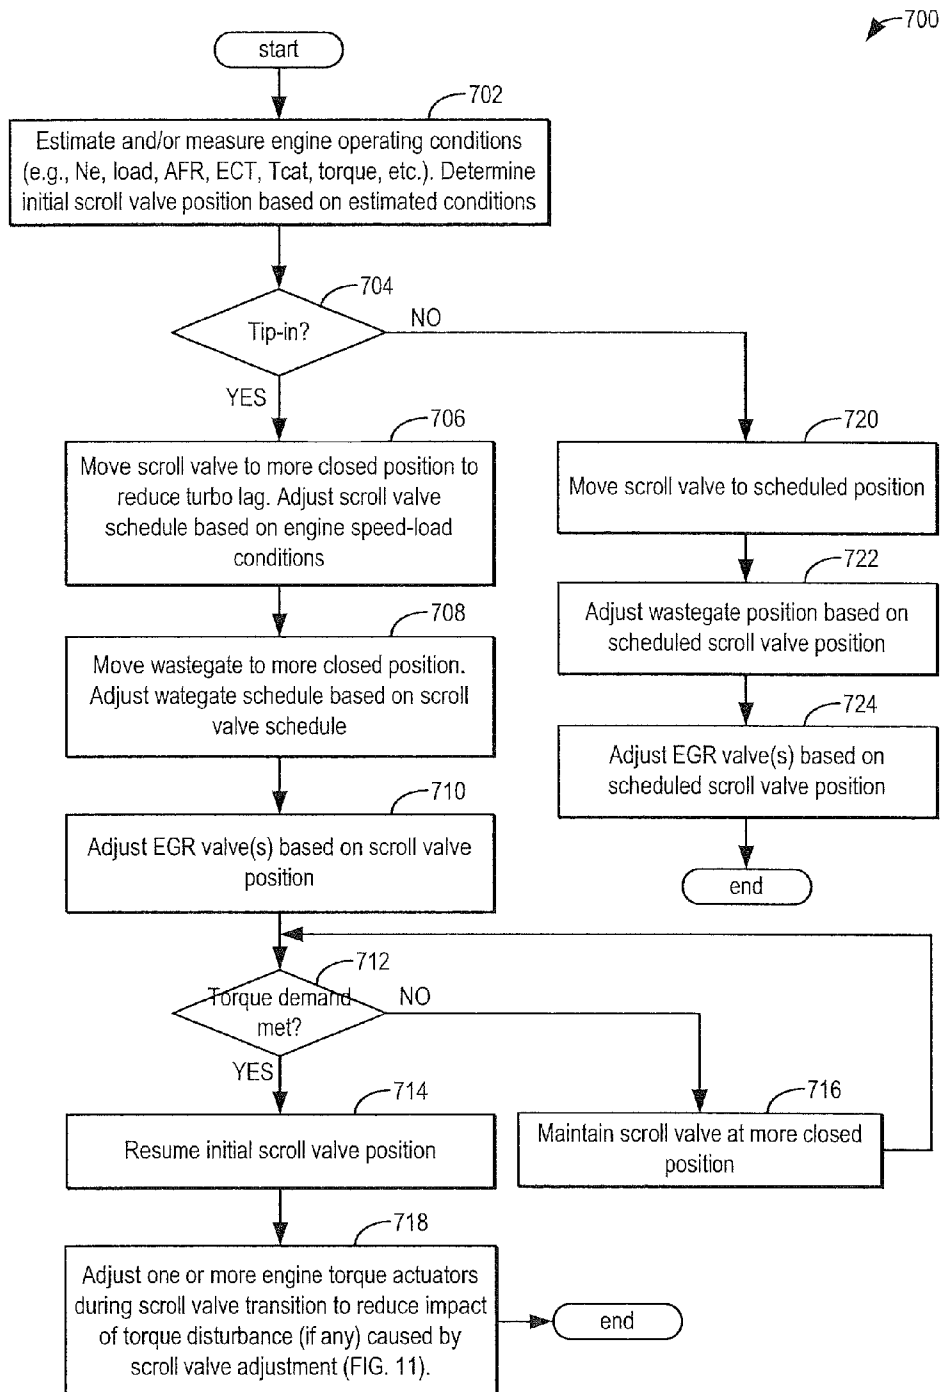 700
start
702
Estimate and/or measure engine operating conditions
(e.g., Ne, load, AFR, ECT, Tcat, torque, etc.). Determine
initial scroll valve position based on estimated conditions
704
Tip-in?
NO
YES
706
Move scroll valve to more closed position to
reduce turbo lag. Adjust scroll valve
schedule based on engine speed-load
conditions
708
Move wastegate to more closed position.
Adjust wategate schedule based on scroll
valve schedule
710
Adjust EGR valve(s) based on scroll valve
position
720
Move scroll valve to scheduled position
722
Adjust wastegate position based on
scheduled scroll valve position
724
Adjust EGR valve(s) based on
scheduled scroll valve position
end
712
Torque demand
met?
NO
YES
714
Resume initial scroll valve position
716
Maintain scroll valve at more closed
position
718
Adjust one or more engine torque actuators
during scroll valve transition to reduce impact
of torque disturbance (if any) caused by
scroll valve adjustment (FIG. 11).
end